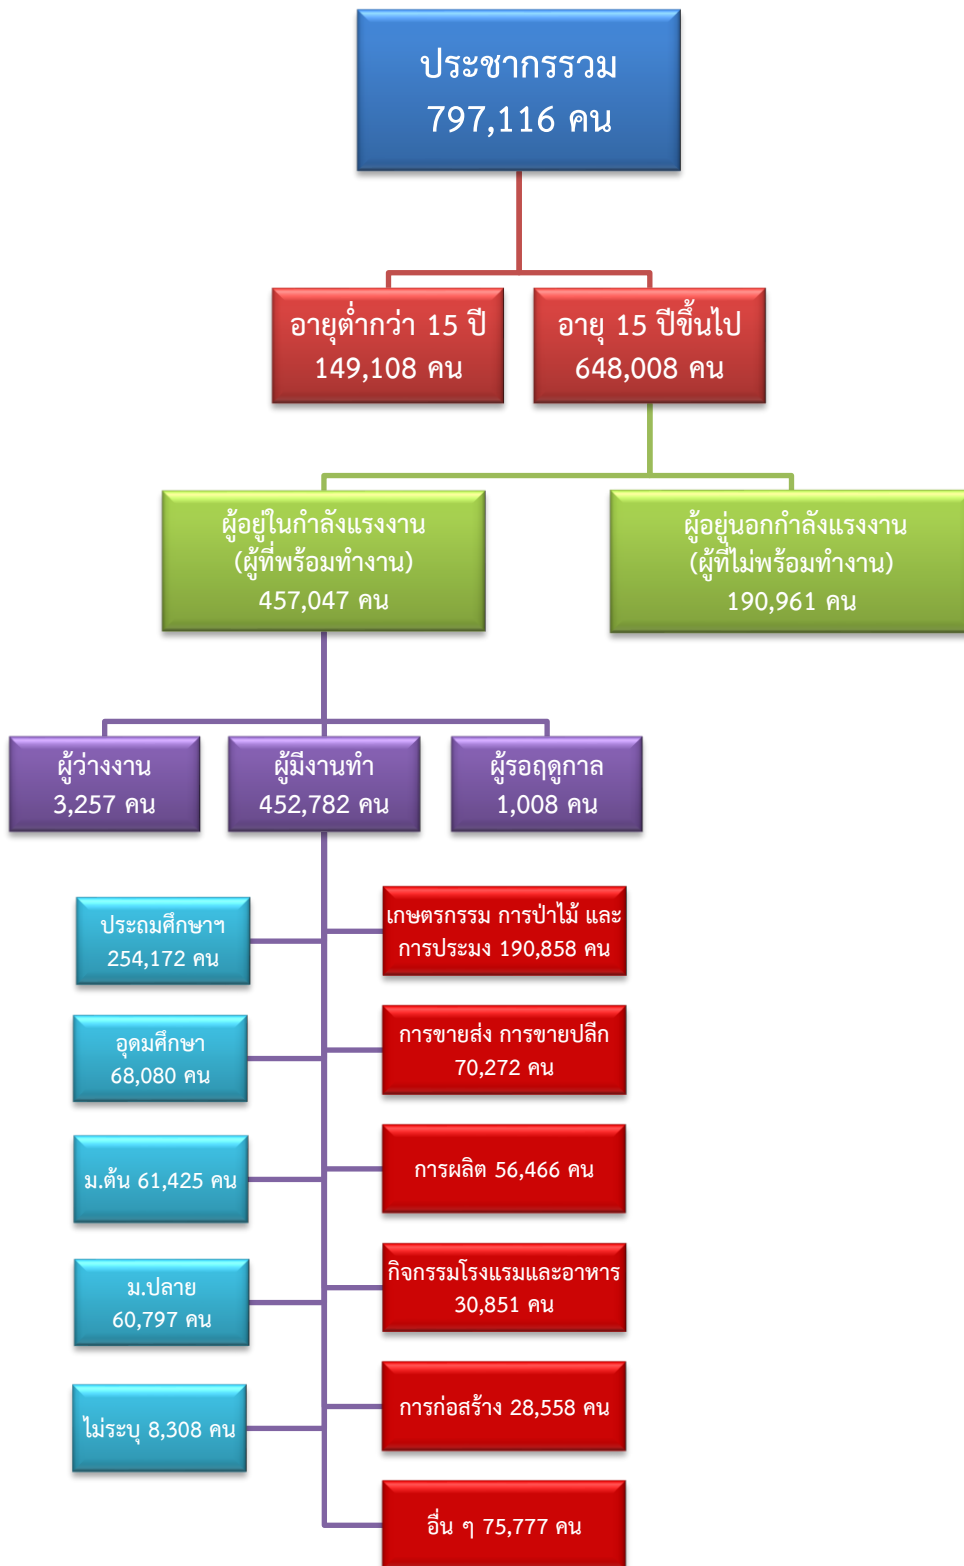 ประชากรรวม
797,116 คน
อายุต่ำกว่า 15 ปี
149,108 คน
อายุ 15 ปีขึ้นไป
648,008 คน
ผู้อยู่ในกำลังแรงงาน
(ผู้ที่พร้อมทำงาน)
457,047 คน
ผู้อยู่นอกกำลังแรงงาน
(ผู้ที่ไม่พร้อมทำงาน)
190,961 คน
ผู้ว่างงาน
3,257 คน
ผู้มีงานทำ
452,782 คน
ผู้รอฤดูกาล
1,008 คน
ประถมศึกษาฯ
254,172 คน
อุดมศึกษา
68,080 คน
ม.ต้น 61,425 คน
ม.ปลาย
60,797 คน
ไม่ระบุ 8,308 คน
เกษตรกรรม การป่าไม้ และ
การประมง 190,858 คน
การขายส่ง การขายปลีก
70,272 คน
การผลิต 56,466 คน
กิจกรรมโรงแรมและอาหาร
30,851 คน
การก่อสร้าง 28,558 คน
อื่น ๆ 75,777 คน